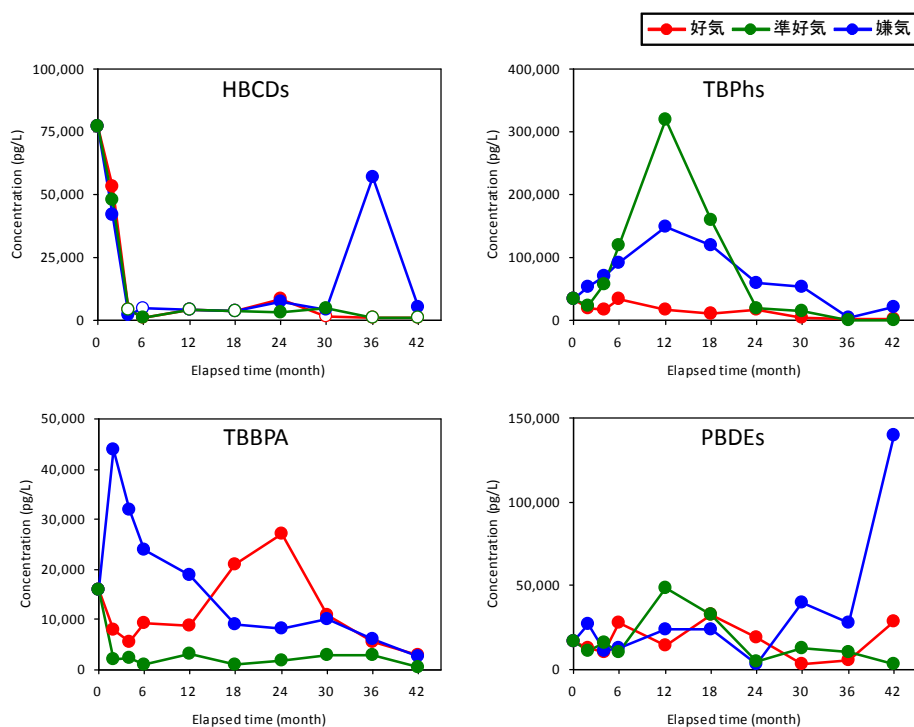 好気 準好気 嫌気
HBCDs
Concentration (pg/L)
100,000
75,000
50,000
25,000
0
0 6 12 18 24 30 36 42
Elapsed time (month)
TBPhs
Concentration (pg/L)
400,000
300,000
200,000
100,000
0
0 6 12 18 24 30 36 42
Elapsed time (month)
TBBPA
Concentration (pg/L)
50,000
40,000
30,000
20,000
10,000
0
0 6 12 18 24 30 36 42
Elapsed time (month)
PBDEs
Concentration (pg/L)
150,000
100,000
50,000
0
0 6 12 18 24 30 36 42
Elapsed time (month)